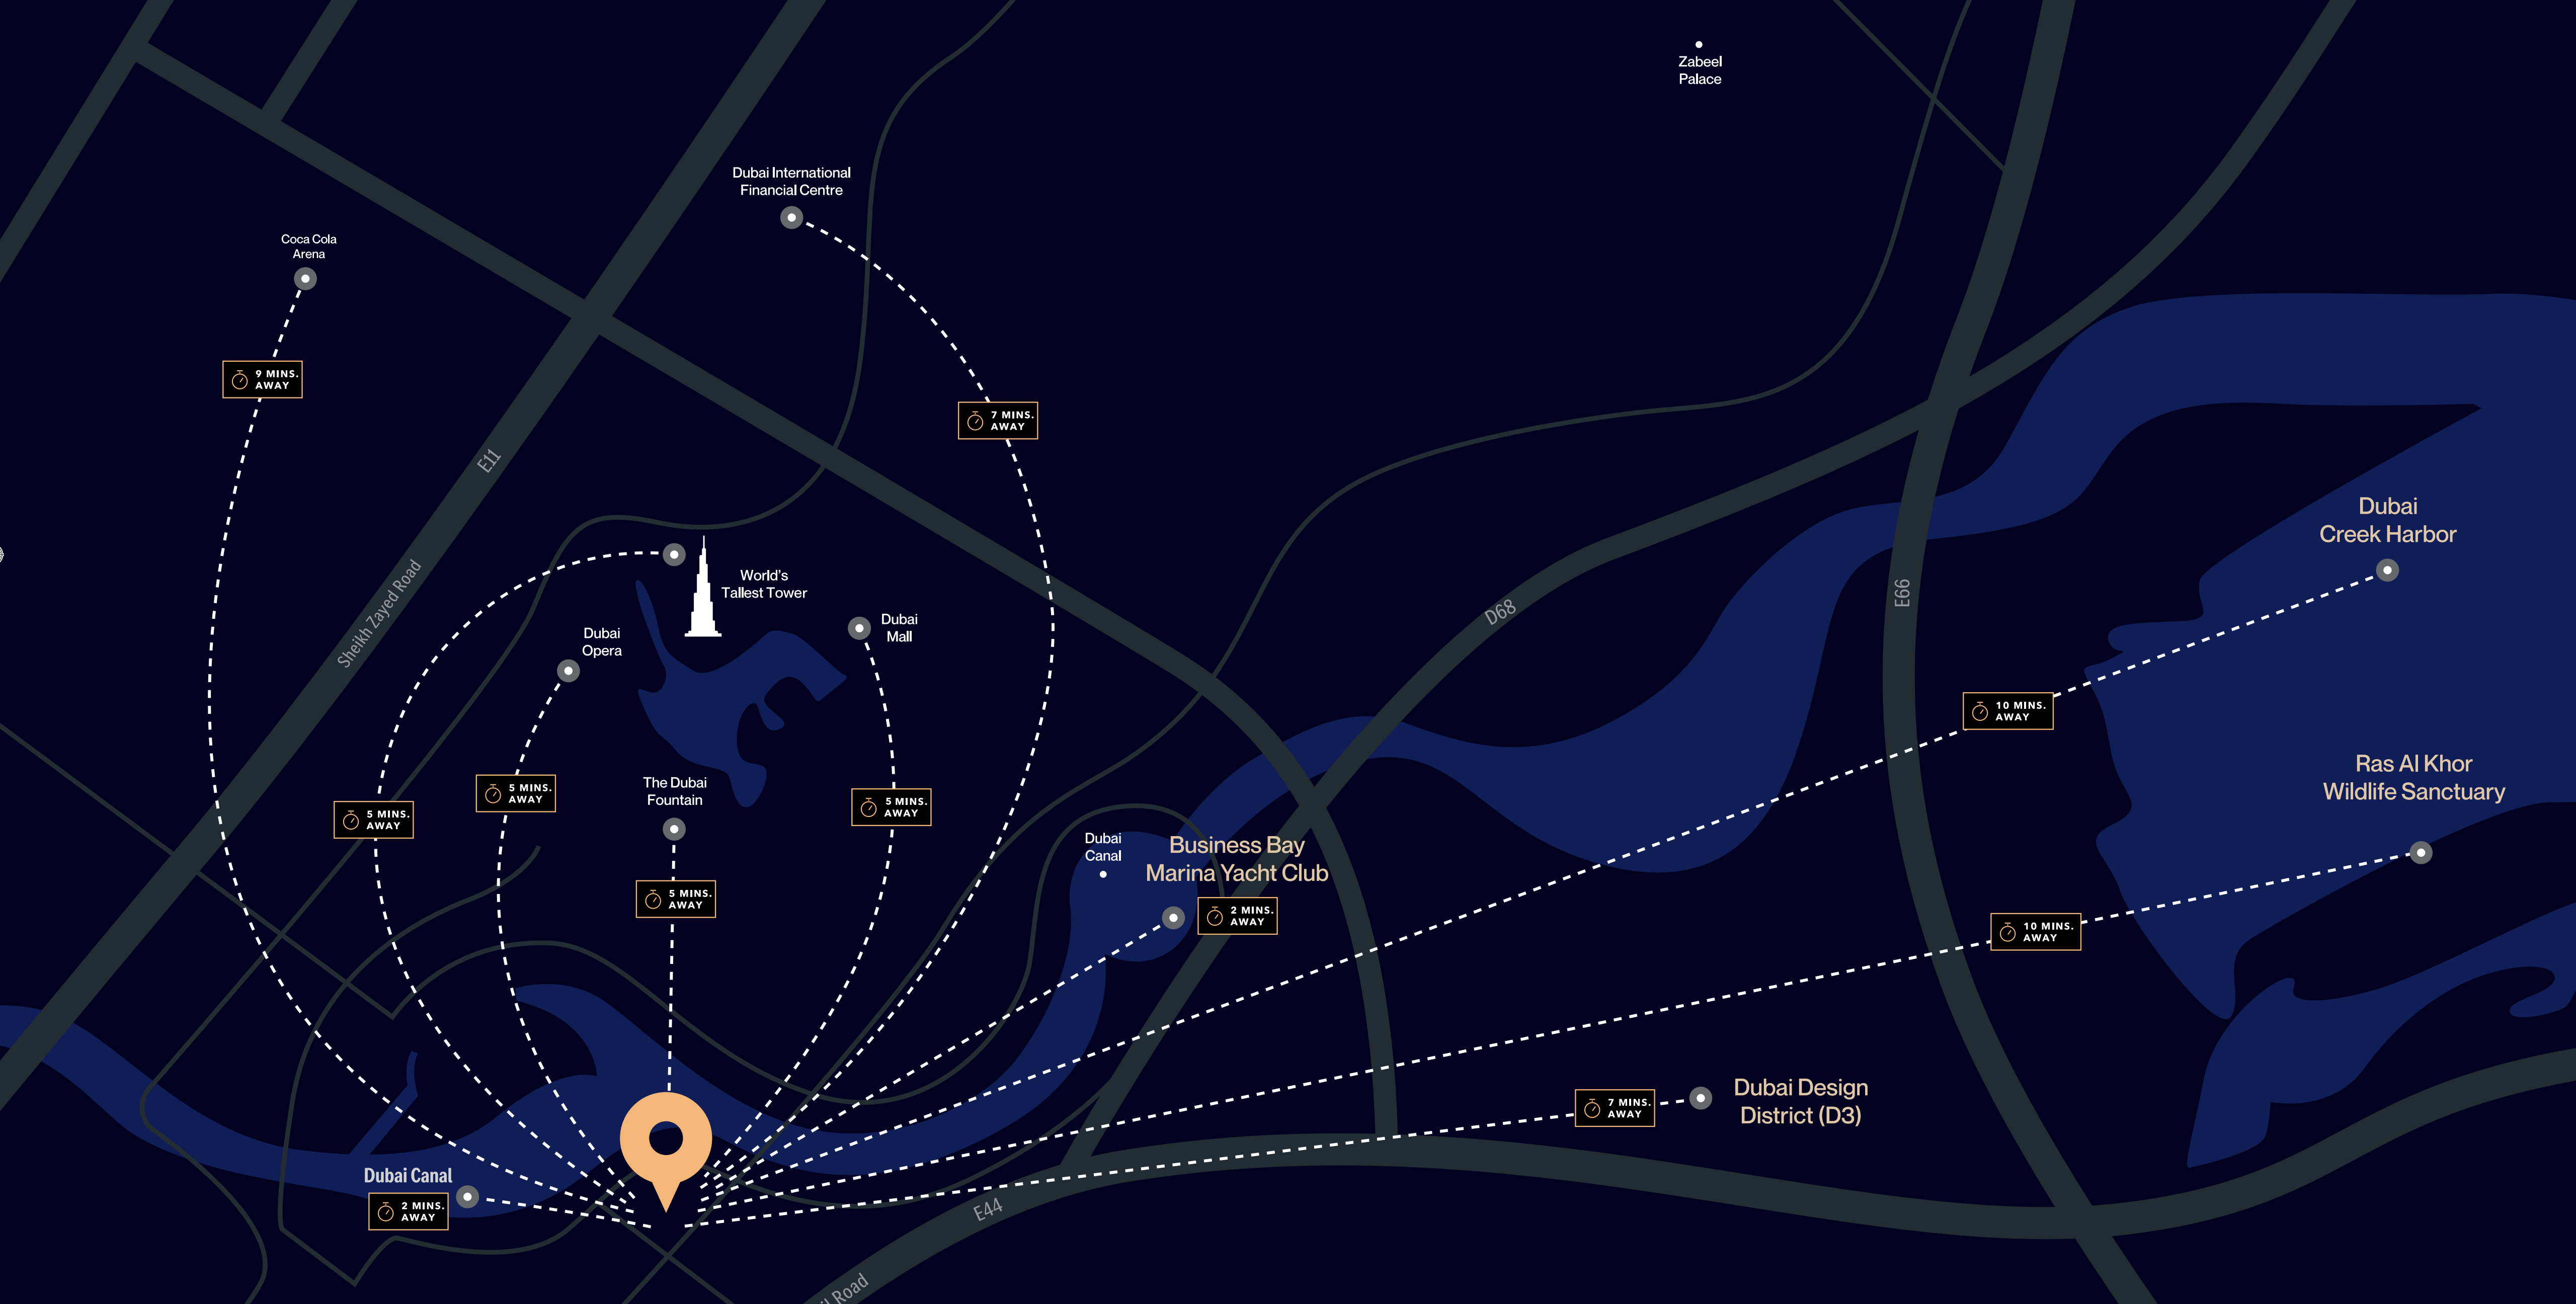 Zabeel
Palace
Dubai International
Financial Centre
Coca Cola
Arena
9 MINS.
AWAY
7 MINS.
AWAY
E11
Sheikh Zayed Road
World's
Tallest Tower
Dubai
Mall
Dubai
Opera
5 MINS.
AWAY
5 MINS.
AWAY
The Dubai
Fountain
5 MINS.
AWAY
5 MINS.
AWAY
D68
E66
Dubai
Creek Harbor
10 MINS.
AWAY
Ras Al Khor
Wildlife Sanctuary
10 MINS.
AWAY
Dubai
Canal
Business Bay
Marina Yacht Club
2 MINS.
AWAY
7 MINS.
AWAY
Dubai Design
District (D3)
Dubai Canal
2 MINS.
AWAY
E44
Road